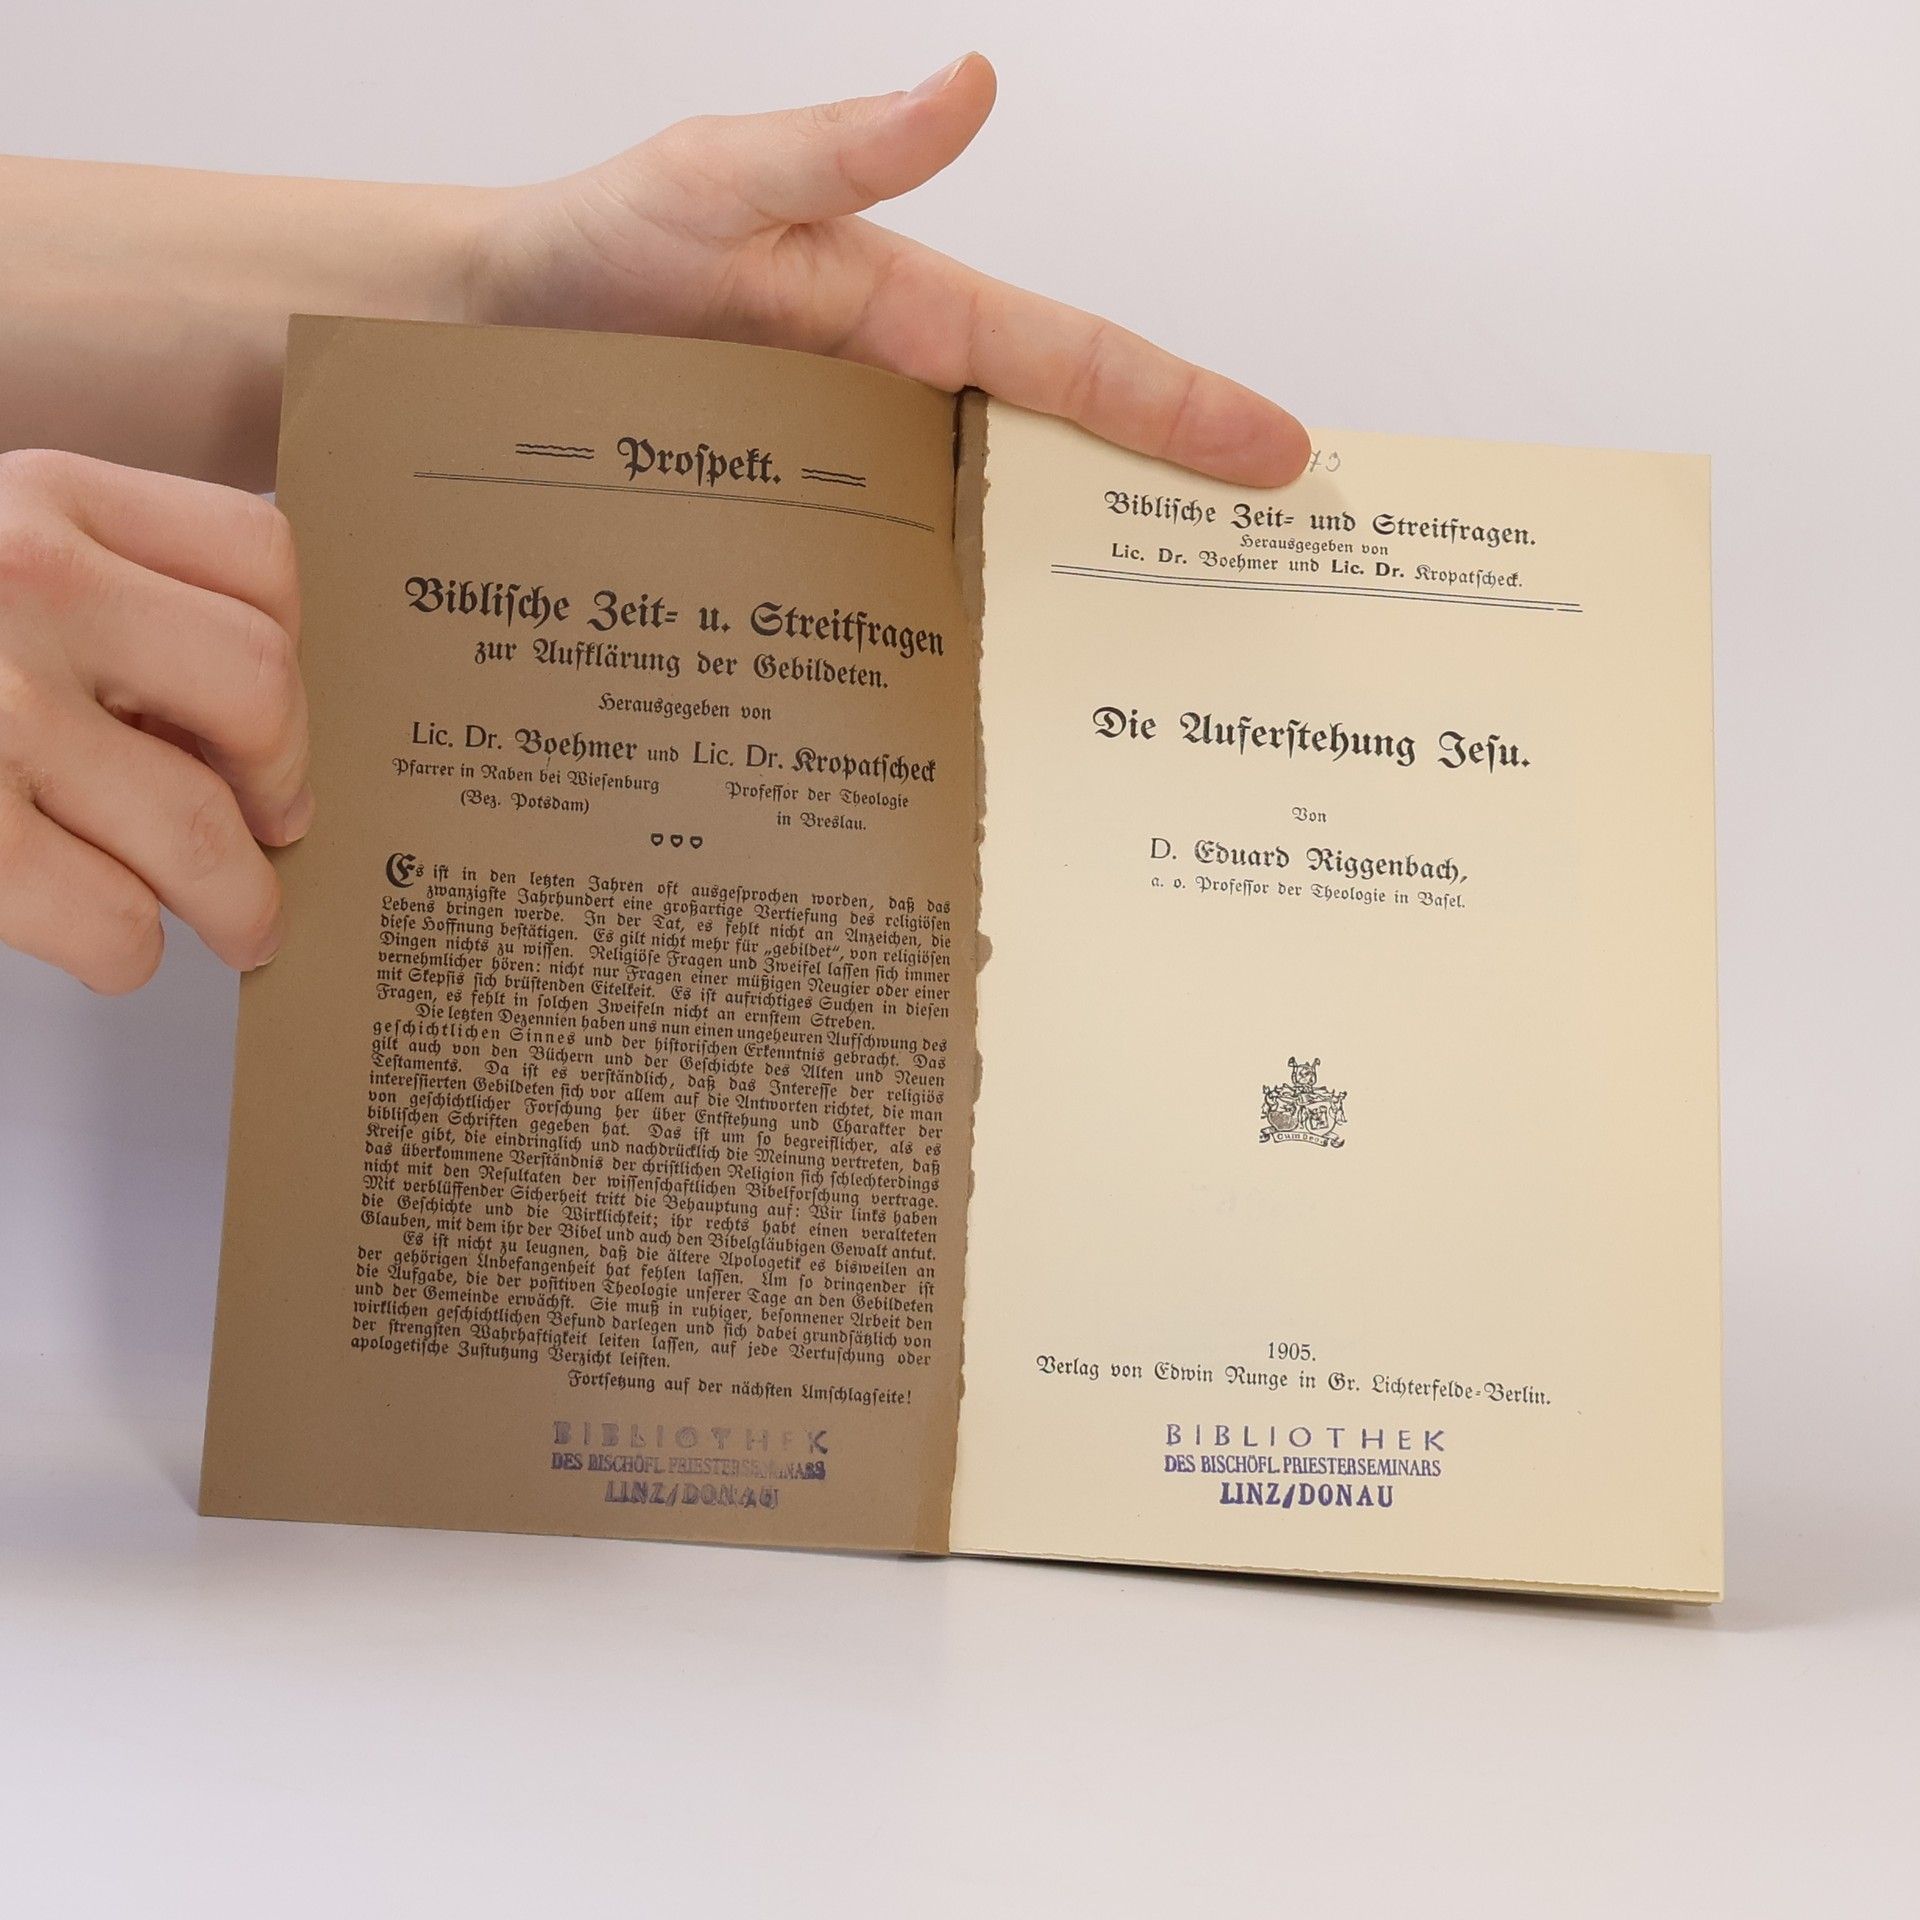 Prospekt.
Biblische Zeit= u. Streitfragen
zur Aufklärung der Gebildeten.
Herausgegeben von
Lic. Dr. Boehmer und Lic. Dr. Kropatscheck
Pfarrer in Raben bei Wiesenburg
(Bez. Potsdam)
Professor der Theologie
in Breslau.
Es ist in den letzten Jahren oft ausgesprochen worden, daß das
zwanzigste Jahrhundert eine großartige Vertiefung des religiösen
Lebens bringen werde. In der Tat, es fehlt nicht an Anzeichen, die
diese Hoffnung bestätigen. Es gilt nicht mehr für „gebildet“, von religiösen
Dingen nichts zu wissen. Religiöse Fragen und Zweifel lassen sich immer
vernehmlicher hören: nicht nur Fragen einer müßigen Neugier oder einer
mit Skepsis sich brüstenden Eitelkeit. Es ist aufrichtiges Suchen in diesen
Fragen, es fehlt in solchen Zweifeln nicht an ernstem Streben.
Die letzten Dezennien haben uns nun einen ungeheuren Aufschwung des
geschichtlichen Sinnes und der historischen Erkenntnis gebracht. Das
gilt auch von den Büchern und der Geschichte des Alten und Neuen
Testaments. Da ist es verständlich, daß das Interesse der religiös
interessierten Gebildeten sich vor allem auf die Antworten richtet, die man
von geschichtlicher Forschung her über Entstehung und Charakter der
biblischen Schriften gegeben hat. Das ist um so begreiflicher, als es
Kreise gibt, die eindringlich und nachdrücklich die Meinung vertreten, daß
das überkommene Verständnis der christlichen Religion sich schlechterdings
nicht mit den Resultaten der wissenschaftlichen Bibelforschung vertrage.
Mit verblüffender Sicherheit tritt die Behauptung auf: Wir links haben
die Geschichte und die Wirklichkeit; ihr rechts habt einen veralteten
Glauben, mit dem ihr der Bibel und auch den Bibelgläubigen Gewalt antut.
Es ist nicht zu leugnen, daß die ältere Apologetik es bisweilen an
der gehörigen Unbefangenheit hat fehlen lassen. Um so dringender ist
die Aufgabe, die der positiven Theologie unserer Tage an den Gebildeten
und der Gemeinde erwächst. Sie muß in ruhiger, besonnener Arbeit den
wirklichen geschichtlichen Befund darlegen und sich dabei grundsätzlich von
der strengsten Wahrhaftigkeit leiten lassen, auf jede Vertuschung oder
apologetische Zustutzung Verzicht leisten.
Fortsetzung auf der nächsten Umschlagseite!
BIBLIOTHEK
DES BISCHÖFL. PRIESTERSEMINARS
LINZ/DONAU
73
Biblische Zeit= und Streitfragen.
Herausgegeben von
Lic. Dr. Boehmer und Lic. Dr. Kropatscheck.
Die Auferstehung Jesu.
Von
D. Eduard Riggenbach,
a. o. Professor der Theologie in Basel.
Cum Deo.
1905.
Verlag von Edwin Runge in Gr. Lichterfelde=Berlin.
BIBLIOTHEK
DES BISCHÖFL. PRIESTERSEMINARS
LINZ/DONAU